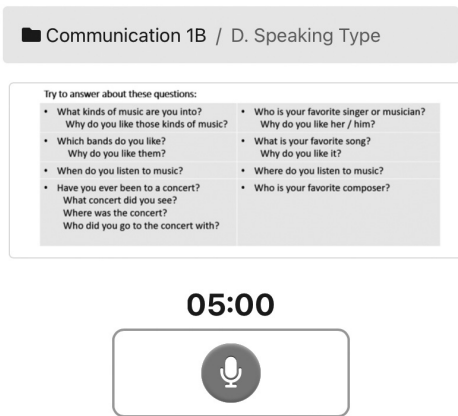 Communication 1B / D. Speaking Type
Try to answer about these questions:
• What kinds of music are you into?
Why do you like those kinds of music?
• Who is your favorite singer or musician?
Why do you like her / him?
• Which bands do you like?
Why do you like them?
• What is your favorite song?
Why do you like it?
• When do you listen to music?
• Where do you listen to music?
• Have you ever been to a concert?
What concert did you see?
Where was the concert?
Who did you go to the concert with?
• Who is your favorite composer?
05:00